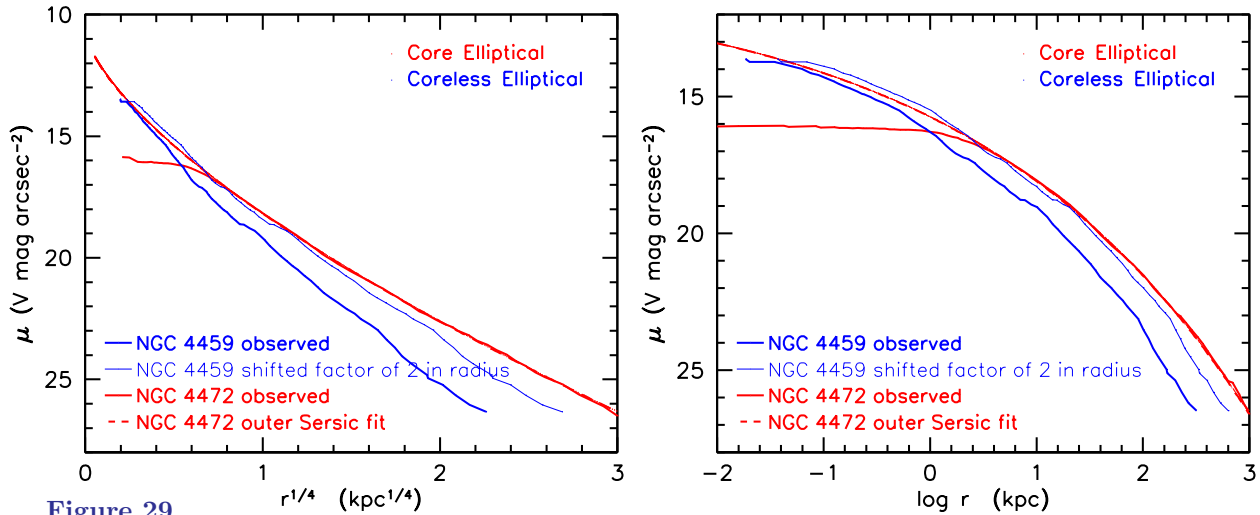 10
15
20
25
μ (V mag arcsec⁻²)
Core Elliptical
Coreless Elliptical
NGC 4459 observed
NGC 4459 shifted factor of 2 in radius
NGC 4472 observed
NGC 4472 outer Sersic fit
0 1 2 3
r¹/⁴ (kpc¹/⁴)
15
20
25
μ (V mag arcsec⁻²)
Core Elliptical
Coreless Elliptical
NGC 4459 observed
NGC 4459 shifted factor of 2 in radius
NGC 4472 observed
NGC 4472 outer Sersic fit
−2 −1 0 1 2 3
log r (kpc)
Figure 29